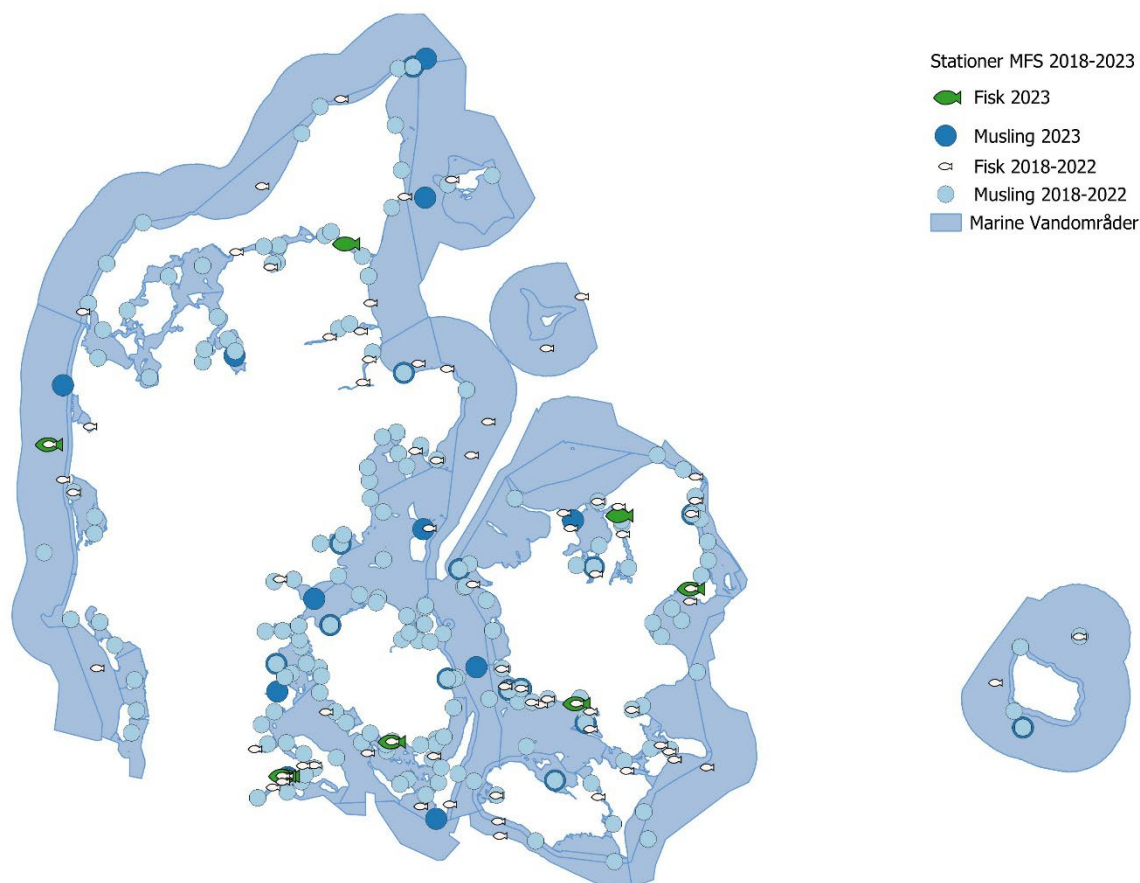 Stationer MFS 2018-2023
Fisk 2023
Musling 2023
Fisk 2018-2022
Musling 2018-2022
Marine Vandområder